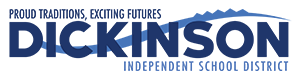 PROUD TRADITIONS, EXCITING FUTURES
DICKINSON
INDEPENDENT SCHOOL DISTRICT